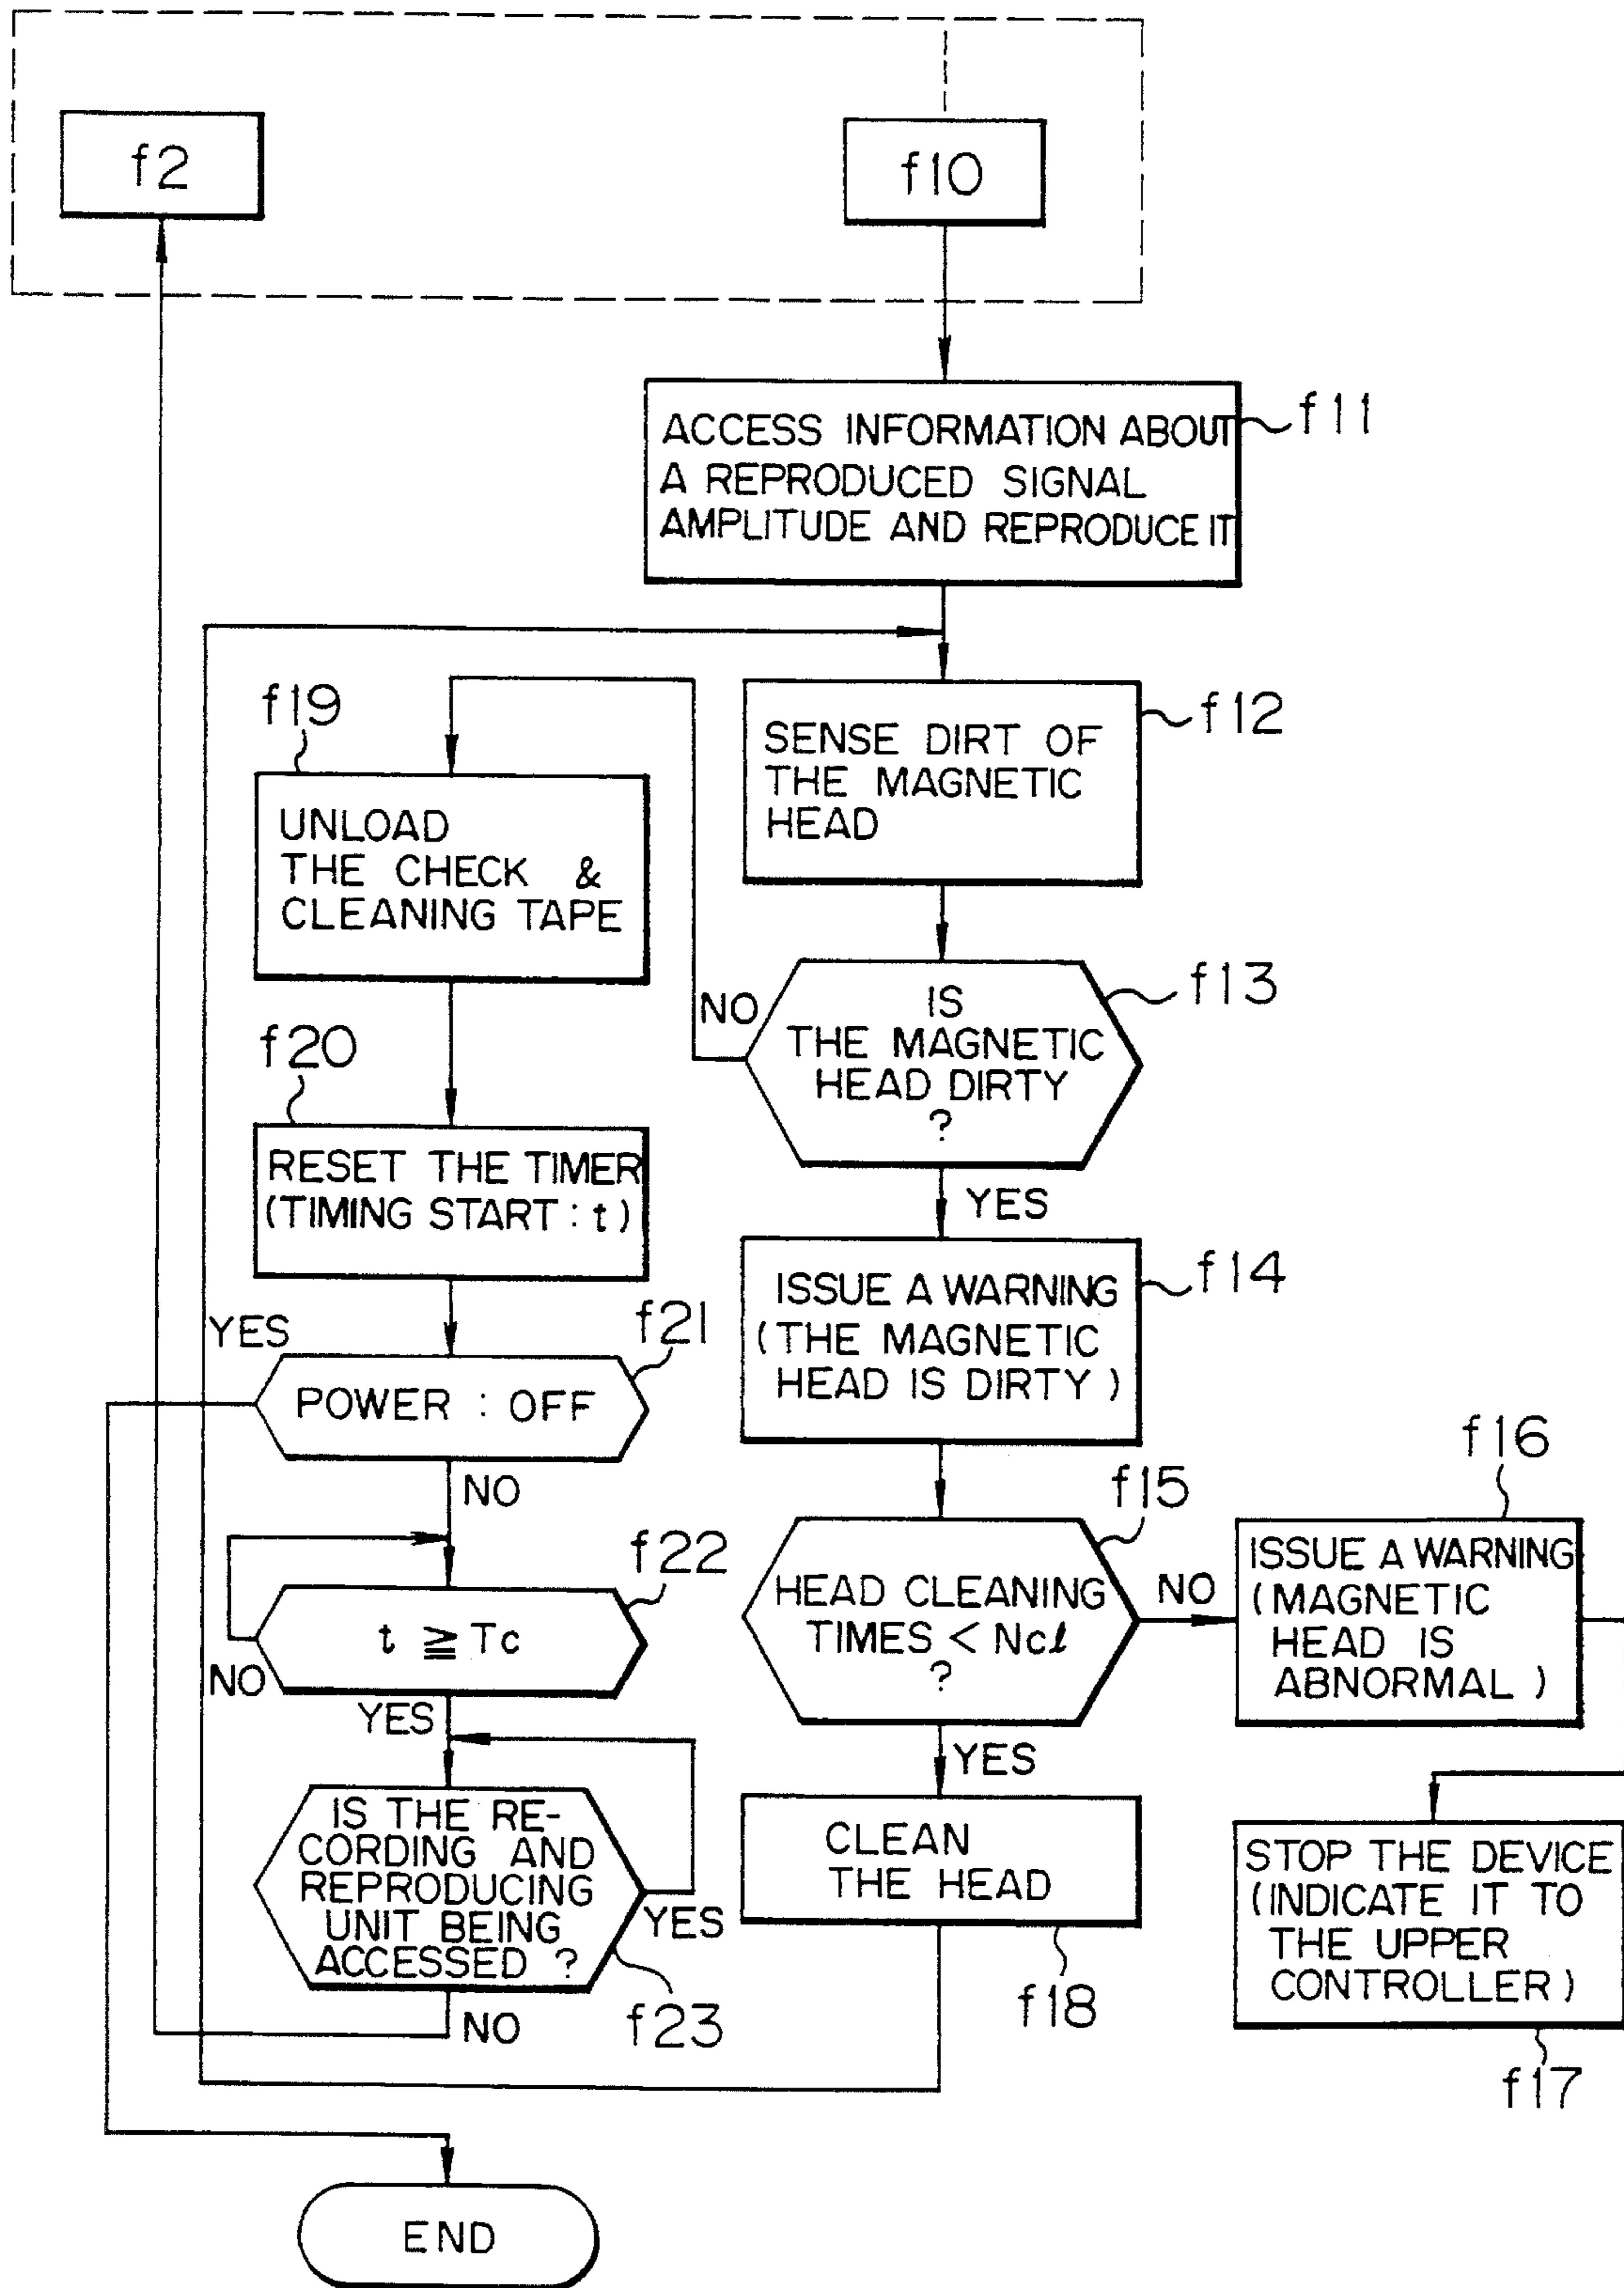 f2
f10
ACCESS INFORMATION ABOUT
A REPRODUCED SIGNAL
AMPLITUDE AND REPRODUCE IT
f11
SENSE DIRT OF
THE MAGNETIC
HEAD
f12
IS
THE MAGNETIC
HEAD DIRTY
?
f13
NO
YES
ISSUE A WARNING
(THE MAGNETIC
HEAD IS DIRTY)
f14
HEAD CLEANING
TIMES < Ncl
?
f15
NO
YES
ISSUE A WARNING
(MAGNETIC
HEAD IS
ABNORMAL)
f16
STOP THE DEVICE
(INDICATE IT TO
THE UPPER
CONTROLLER)
f17
CLEAN
THE HEAD
f18
f19
UNLOAD
THE CHECK &
CLEANING TAPE
f20
RESET THE TIMER
(TIMING START : t)
YES
f21
POWER : OFF
NO
f22
t ≧ Tc
NO
YES
IS THE RE-
CORDING AND
REPRODUCING
UNIT BEING
ACCESSED ?
YES
f23
NO
END